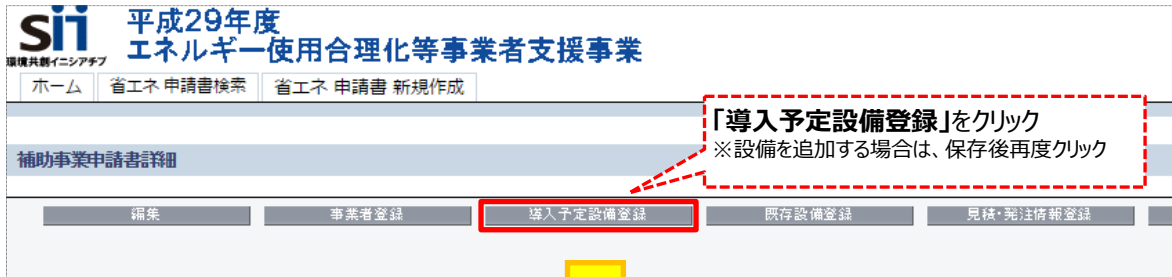 Sii 平成29年度
環境共創イニシアチブ エネルギー使用合理化等事業者支援事業
ホーム 省エネ 申請書検索 省エネ 申請書 新規作成
「導入予定設備登録」をクリック
※設備を追加する場合は、保存後再度クリック
補助事業申請書詳細
編集 事業者登録 導入予定設備登録 既存設備登録 見積・発注情報登録